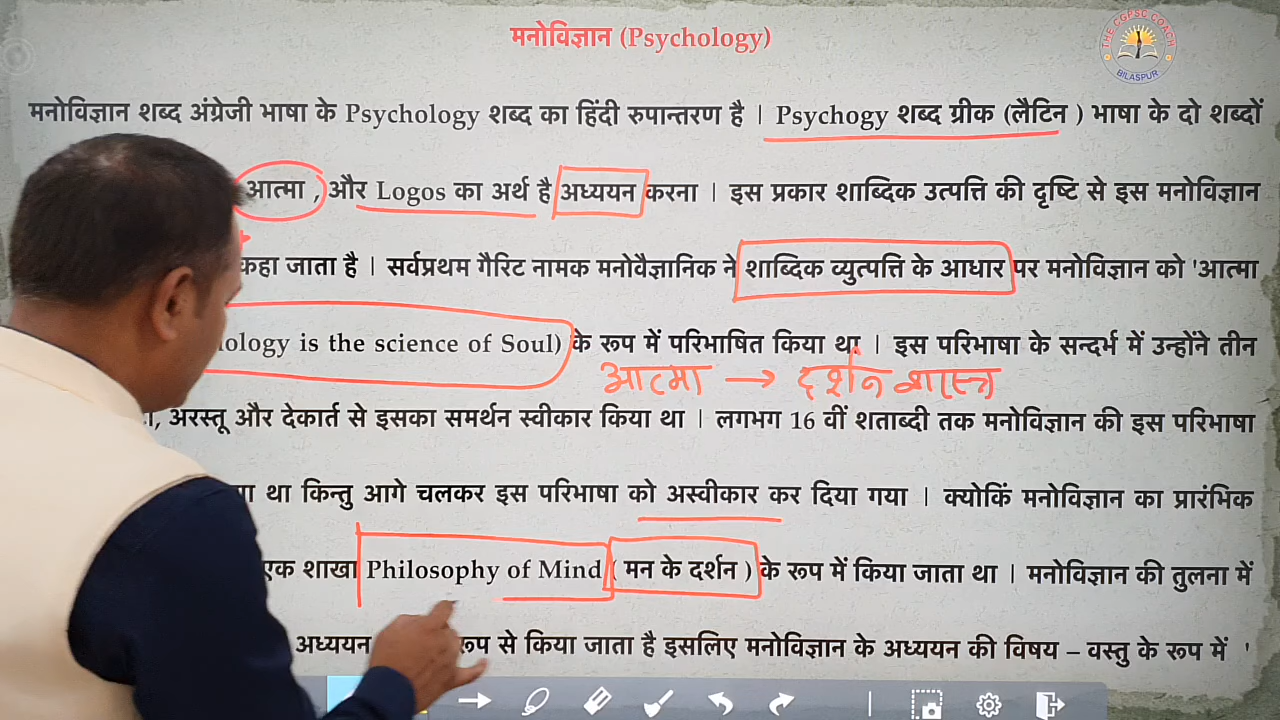 मनोविज्ञान (Psychology)
THE CGPSC COACH
BILASPUR
मनोविज्ञान शब्द अंग्रेजी भाषा के Psychology शब्द का हिंदी रुपान्तरण है | Psychogy शब्द ग्रीक (लैटिन ) भाषा के दो शब्दों
आत्मा , और Logos का अर्थ है अध्ययन करना | इस प्रकार शाब्दिक उत्पत्ति की दृष्टि से इस मनोविज्ञान
कहा जाता है | सर्वप्रथम गैरिट नामक मनोवैज्ञानिक ने शाब्दिक व्युत्पत्ति के आधार पर मनोविज्ञान को 'आत्मा
is the science of Soul) के रूप में परिभाषित किया था | इस परिभाषा के सन्दर्भ में उन्होंने तीन
आत्मा → दर्शन शास्त्र
अरस्तू और देकार्त से इसका समर्थन स्वीकार किया था | लगभग 16 वीं शताब्दी तक मनोविज्ञान की इस परिभाषा
था किन्तु आगे चलकर इस परिभाषा को अस्वीकार कर दिया गया | क्योकिं मनोविज्ञान का प्रारंभिक
एक शाखा Philosophy of Mind ( मन के दर्शन ) के रूप में किया जाता था | मनोविज्ञान की तुलना में
अध्ययन रूप से किया जाता है इसलिए मनोविज्ञान के अध्ययन की विषय – वस्तु के रूप में '